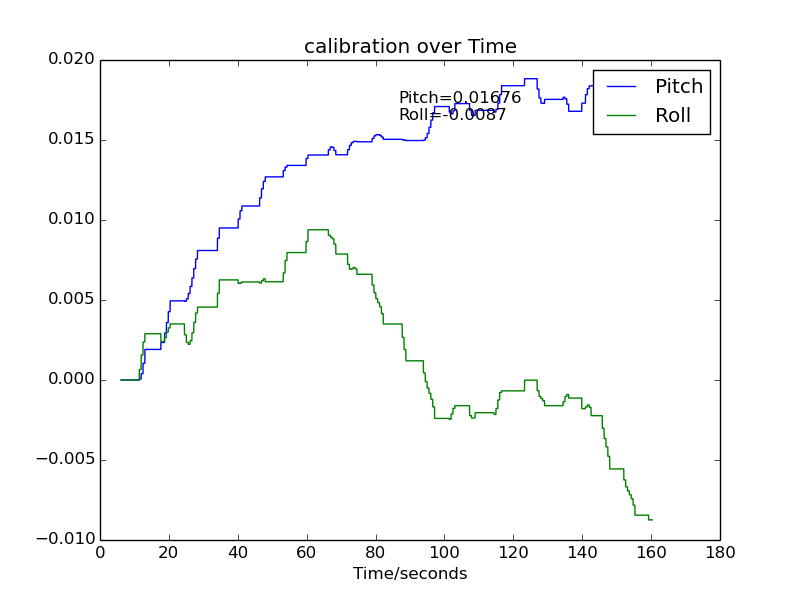 calibration over Time
0.020
0.015
0.010
0.005
0.000
−0.005
−0.010
Pitch=0.01676
Roll=-0.0087
Pitch
Roll
0 20 40 60 80 100 120 140 160 180
Time/seconds